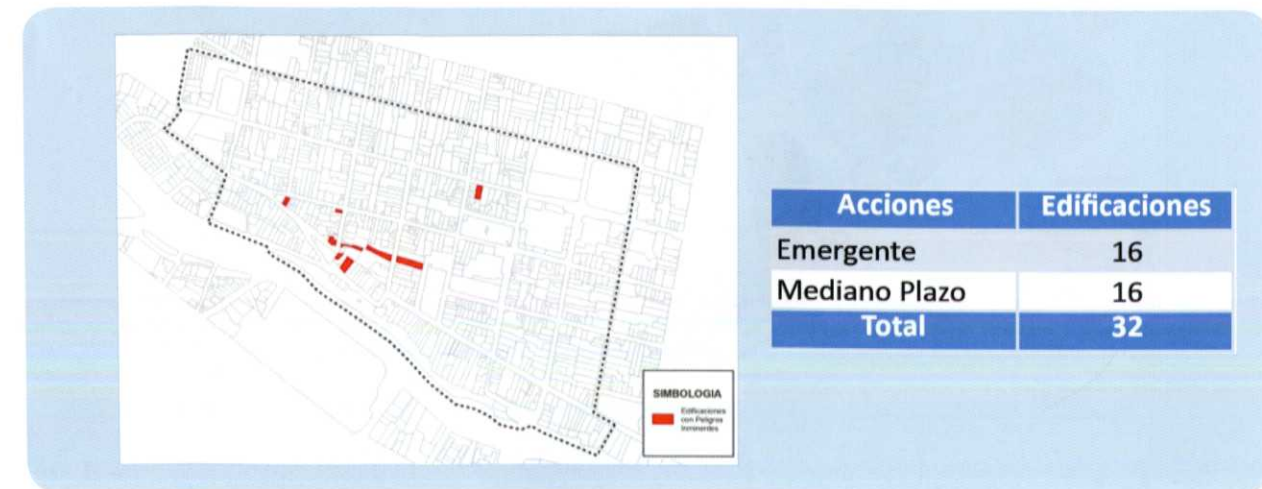 Acciones Edificaciones
Emergente 16
Mediano Plazo 16
Total 32
SIMBOLOGIA
Edificaciones
con Peligros
Inminentes